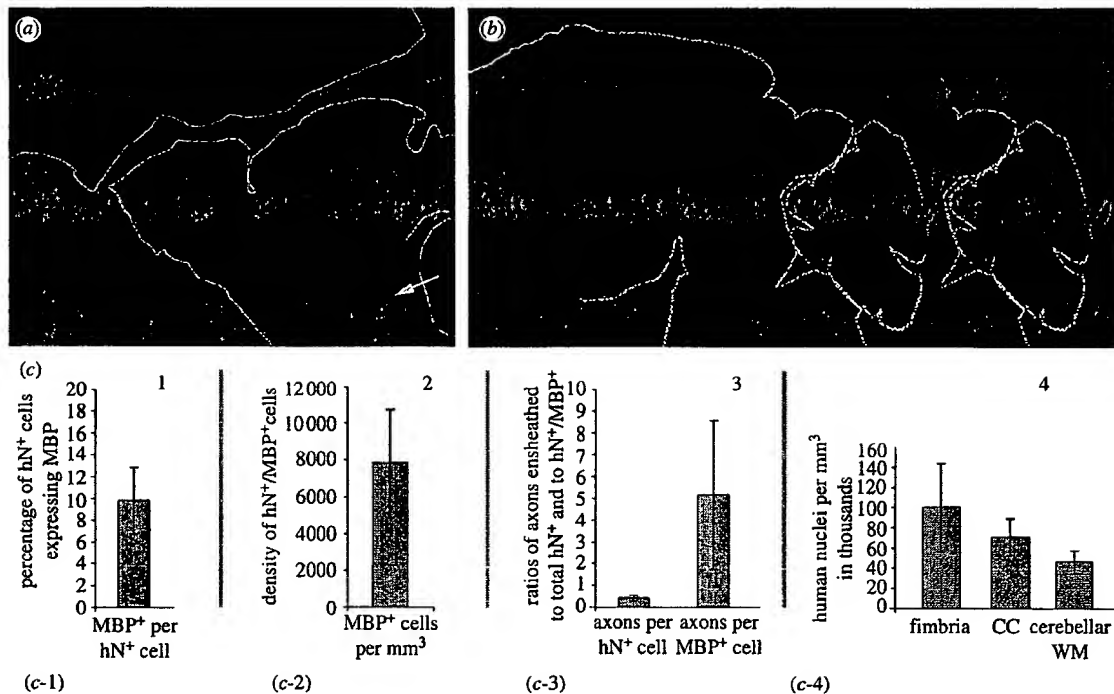 (a)
(b)
(c)
1
percentage of hN⁺ cells
expressing MBP
20
18
16
14
12
10
8
6
4
2
0
MBP⁺ per
hN⁺ cell
(c-1)
2
density of hN⁺/MBP⁺cells
12 000
10 000
8000
6000
4000
2000
0
MBP⁺ cells
per mm³
(c-2)
3
ratios of axons ensheathed
to total hN⁺ and to hN⁺/MBP⁺
10
9
8
7
6
5
4
3
2
1
0
axons per
hN⁺ cell
axons per
MBP⁺ cell
(c-3)
4
human nuclei per mm³
in thousands
160
140
120
100
80
60
40
20
0
fimbria
CC
cerebellar
WM
(c-4)